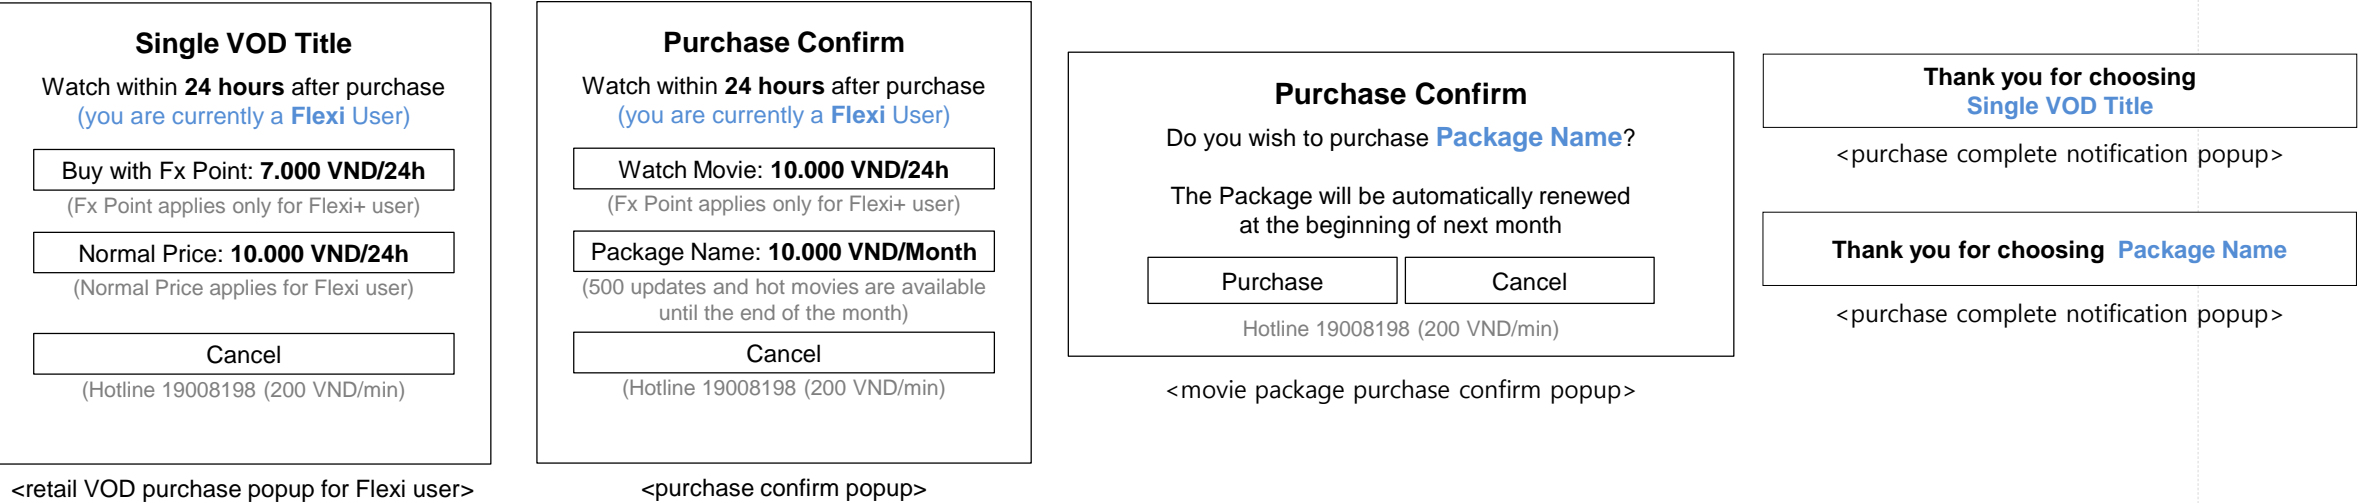 Single VOD Title
Watch within 24 hours after purchase
(you are currently a Flexi User)
Buy with Fx Point: 7.000 VND/24h
(Fx Point applies only for Flexi+ user)
Normal Price: 10.000 VND/24h
(Normal Price applies for Flexi user)
Cancel
(Hotline 19008198 (200 VND/min)
<retail VOD purchase popup for Flexi user>
Purchase Confirm
Watch within 24 hours after purchase
(you are currently a Flexi User)
Watch Movie: 10.000 VND/24h
(Fx Point applies only for Flexi+ user)
Package Name: 10.000 VND/Month
(500 updates and hot movies are available
until the end of the month)
Cancel
(Hotline 19008198 (200 VND/min)
<purchase confirm popup>
Purchase Confirm
Do you wish to purchase Package Name?
The Package will be automatically renewed
at the beginning of next month
Purchase
Cancel
Hotline 19008198 (200 VND/min)
<movie package purchase confirm popup>
Thank you for choosing
Single VOD Title
<purchase complete notification popup>
Thank you for choosing Package Name
<purchase complete notification popup>